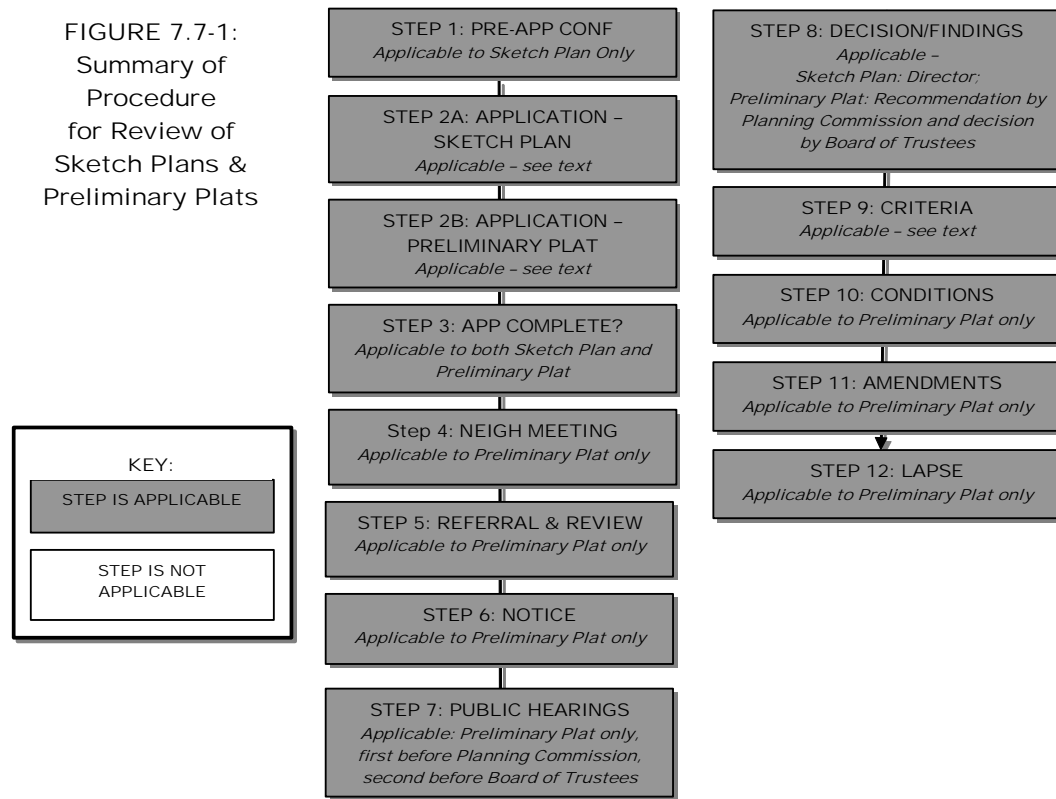 FIGURE 7.7-1:
Summary of
Procedure
for Review of
Sketch Plans &
Preliminary Plats
KEY:
STEP IS APPLICABLE
STEP IS NOT
APPLICABLE
STEP 1: PRE-APP CONF
Applicable to Sketch Plan Only
STEP 2A: APPLICATION –
SKETCH PLAN
Applicable – see text
STEP 2B: APPLICATION –
PRELIMINARY PLAT
Applicable – see text
STEP 3: APP COMPLETE?
Applicable to both Sketch Plan and
Preliminary Plat
Step 4: NEIGH MEETING
Applicable to Preliminary Plat only
STEP 5: REFERRAL & REVIEW
Applicable to Preliminary Plat only
STEP 6: NOTICE
Applicable to Preliminary Plat only
STEP 7: PUBLIC HEARINGS
Applicable: Preliminary Plat only,
first before Planning Commission,
second before Board of Trustees
STEP 8: DECISION/FINDINGS
Applicable –
Sketch Plan: Director;
Preliminary Plat: Recommendation by
Planning Commission and decision
by Board of Trustees
STEP 9: CRITERIA
Applicable – see text
STEP 10: CONDITIONS
Applicable to Preliminary Plat only
STEP 11: AMENDMENTS
Applicable to Preliminary Plat only
STEP 12: LAPSE
Applicable to Preliminary Plat only